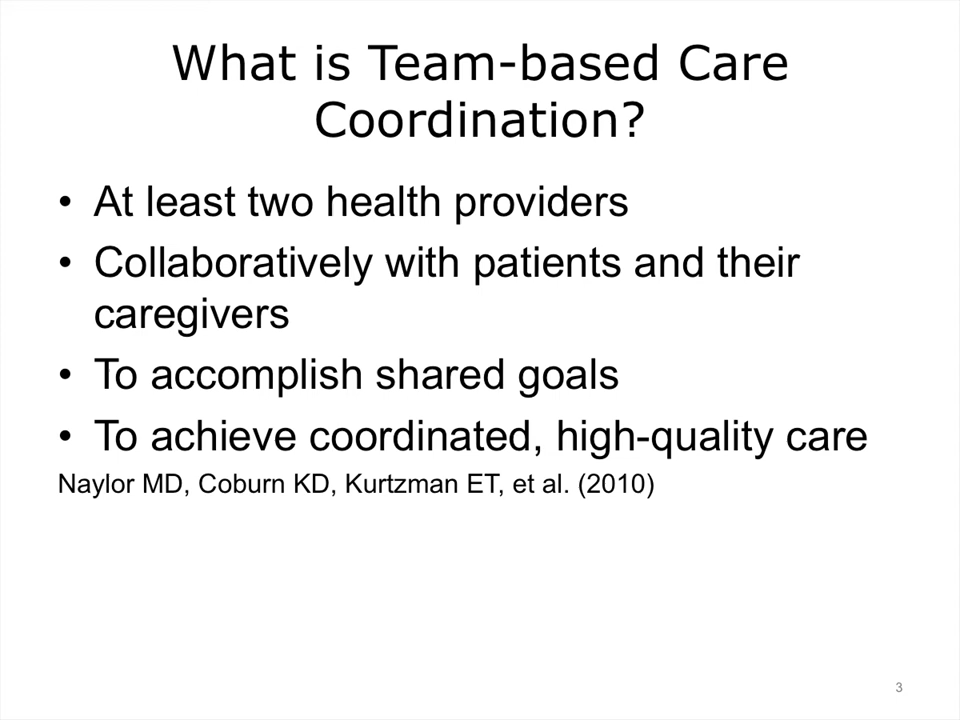 What is Team-based Care
Coordination?
• At least two health providers
• Collaboratively with patients and their
caregivers
• To accomplish shared goals
• To achieve coordinated, high-quality care
Naylor MD, Coburn KD, Kurtzman ET, et al. (2010)
3